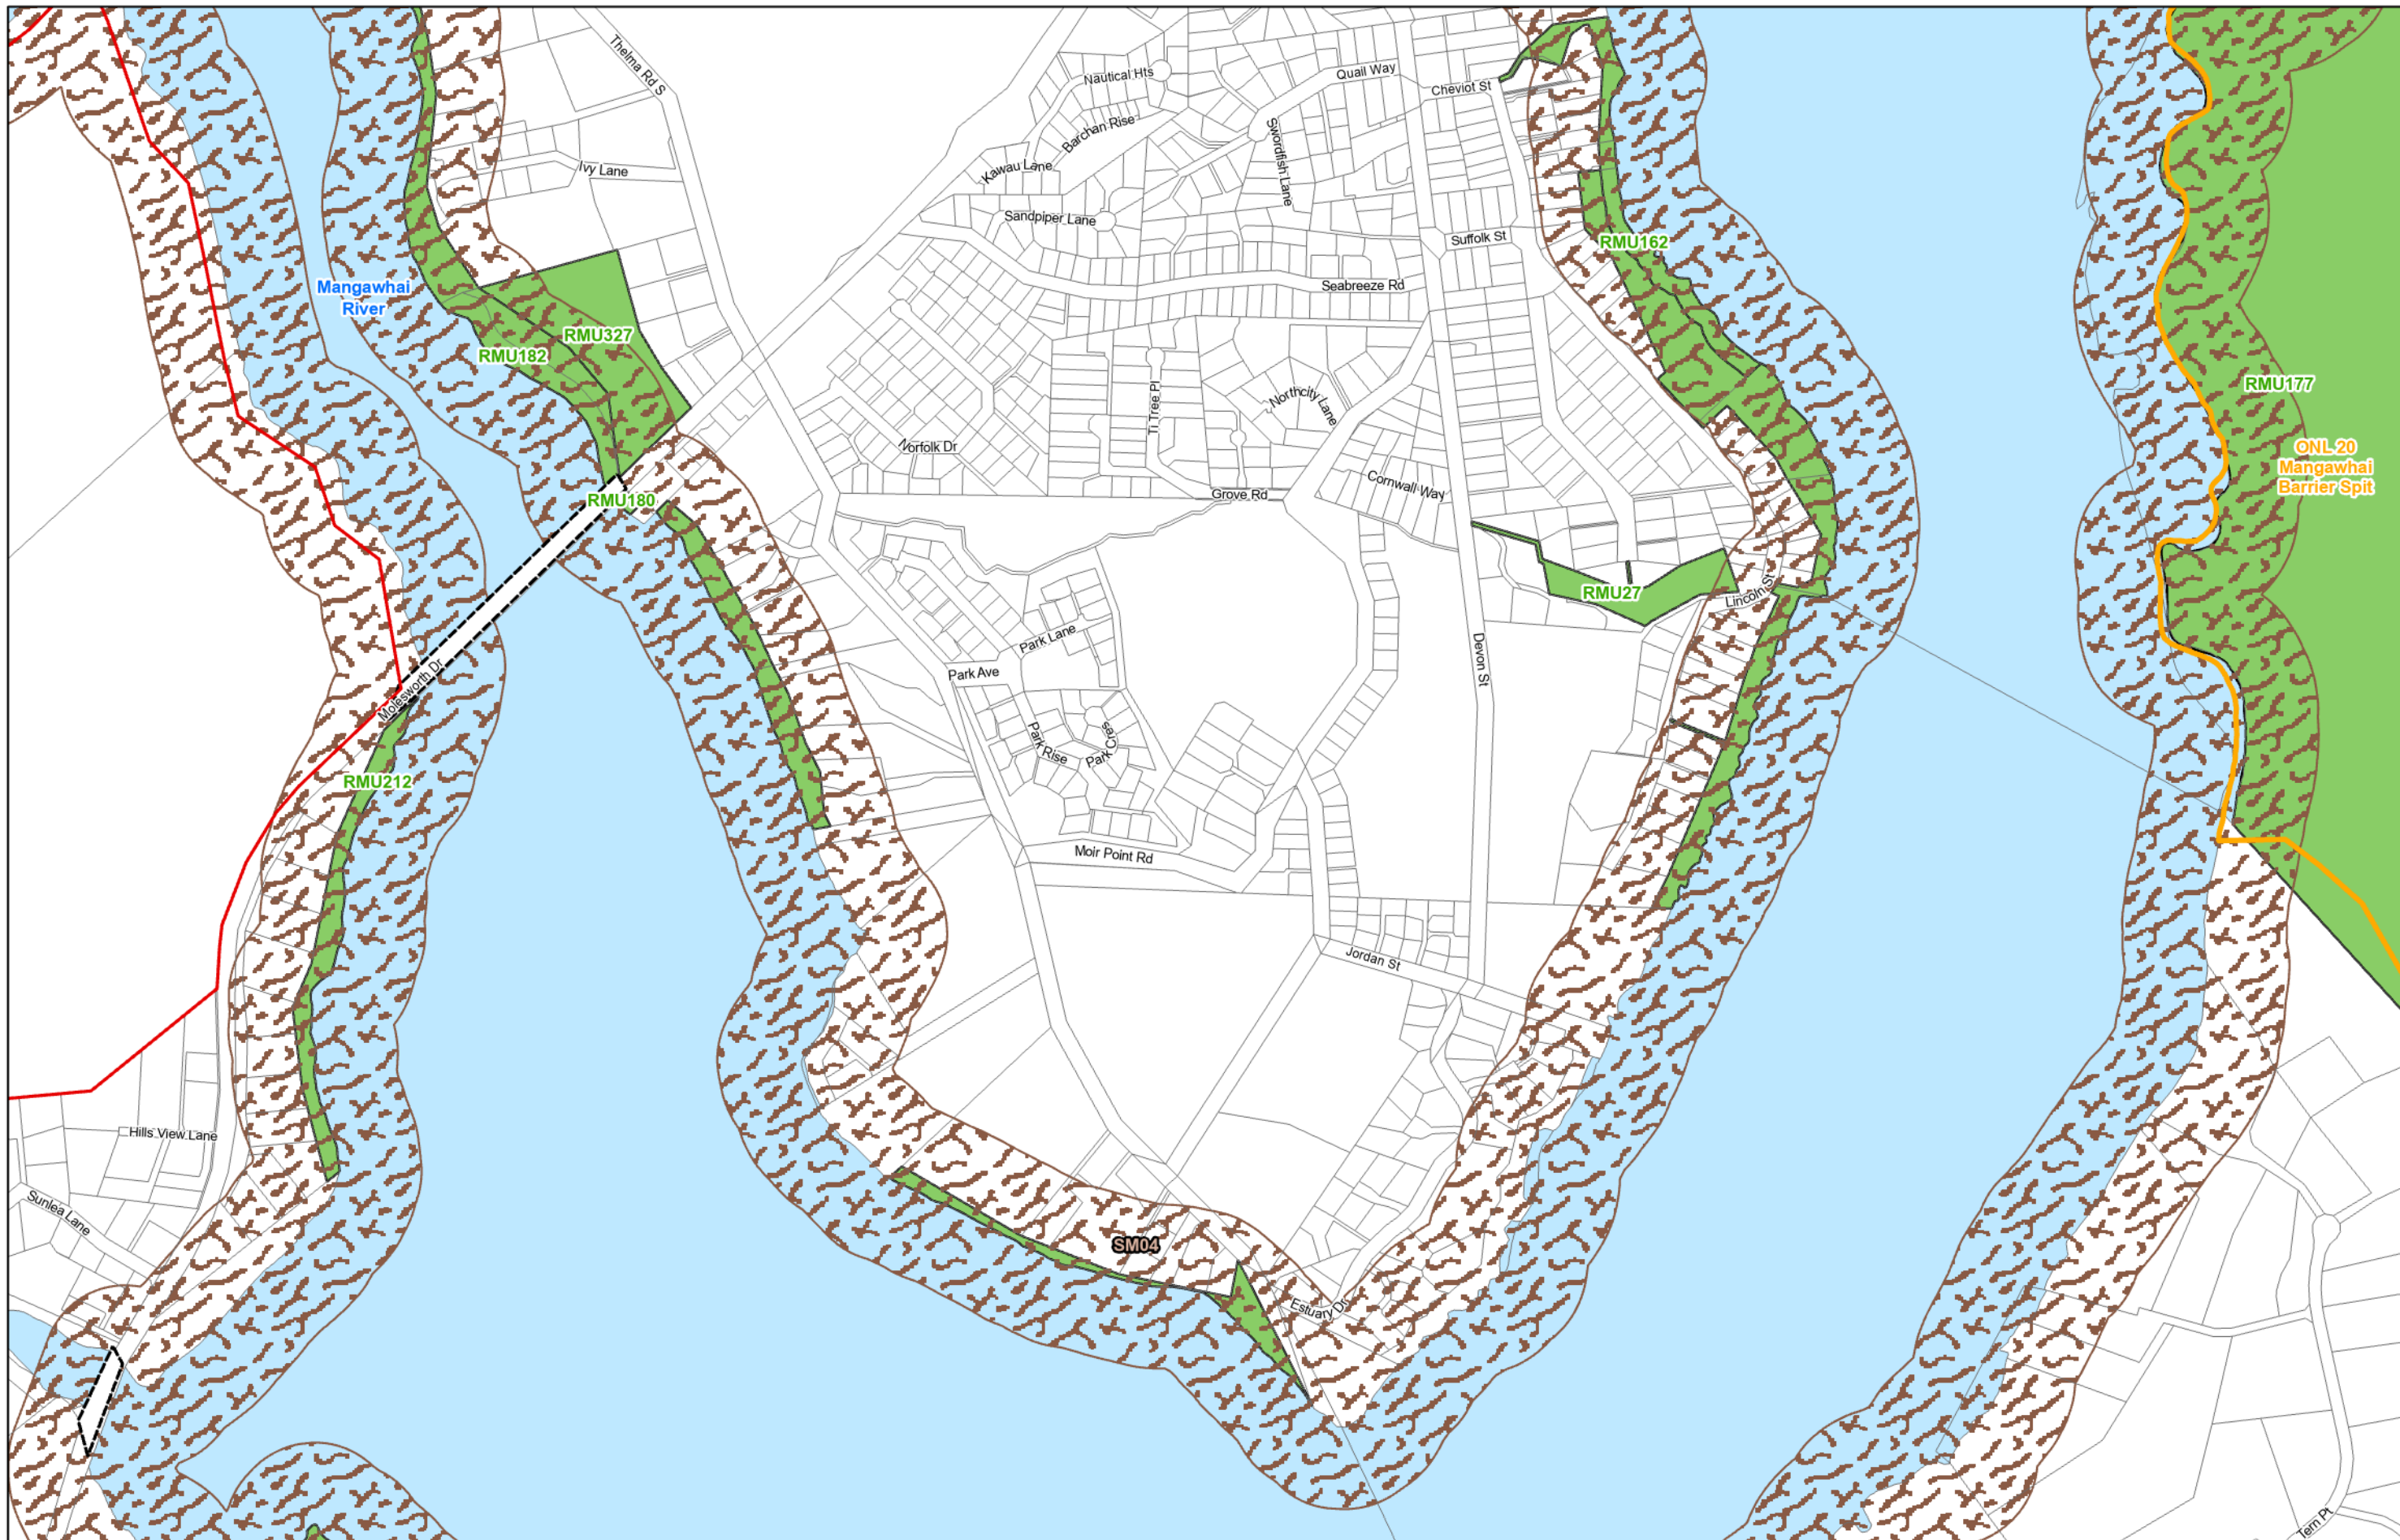 Thelma Rd S
Nautical Hts
Quail Way
Cheviot St
Barchan Rise
Swordfish Lane
Kawau Lane
Ivy Lane
Sandpiper Lane
Suffolk St
RMU162
Mangawhai
River
Seabreeze Rd
RMU327
RMU182
RMU177
Ti Tree Pl
Northcity Lane
Norfolk Dr
ONL 20
Mangawhai
Barrier Spit
Cornwall Way
Grove Rd
RMU180
RMU27
Lincoln St
Park Lane
Devon St
Park Ave
Molesworth Dr
Park Rise
Park Cres
RMU212
Moir Point Rd
Jordan St
Hills View Lane
Sunlea Lane
SM04
Estuary Dr
Tern Pt